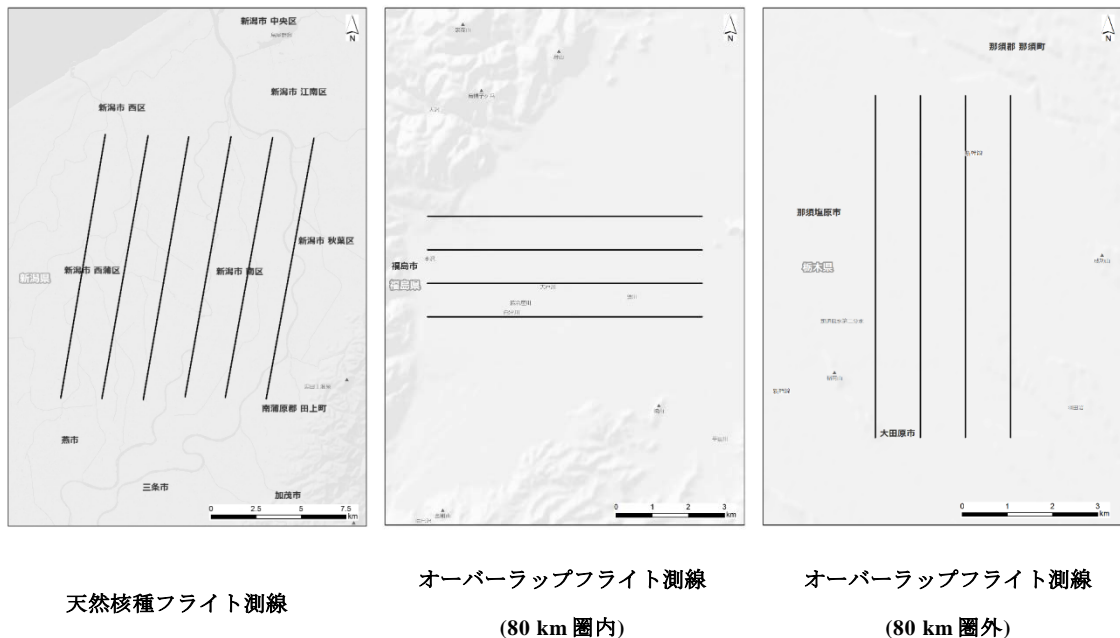 新潟市 中央区
N
新潟市 江南区
新潟市 西区
新潟市 秋葉区
新潟県
新潟市 西蒲区
新潟市 南区
南蒲原郡 田上町
燕市
三条市
加茂市
0 2.5 5 7.5
km
N
福島市
福島県
0 1 2 3
km
那須郡 那須町
N
那須塩原市
栃木県
大田原市
0 1 2 3
km
天然核種フライト測線
オーバーラップフライト測線
(80 km 圏内)
オーバーラップフライト測線
(80 km 圏外)